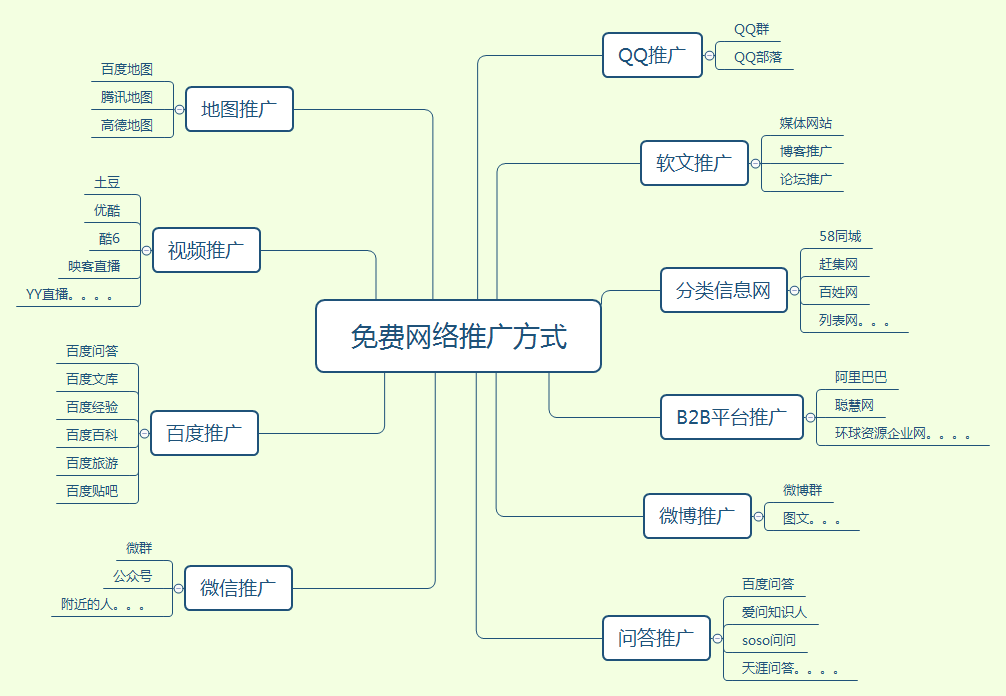 免费网络推广方式
QQ推广
QQ群
QQ部落
软文推广
媒体网站
博客推广
论坛推广
分类信息网
58同城
赶集网
百姓网
列表网。。。
B2B平台推广
阿里巴巴
聪慧网
环球资源企业网。。。。
微博推广
微博群
图文。。。
问答推广
百度问答
爱问知识人
soso问问
天涯问答。。。。
地图推广
百度地图
腾讯地图
高德地图
视频推广
土豆
优酷
酷6
映客直播
YY直播。。。。
百度推广
百度问答
百度文库
百度经验
百度百科
百度旅游
百度贴吧
微信推广
微群
公众号
附近的人。。。